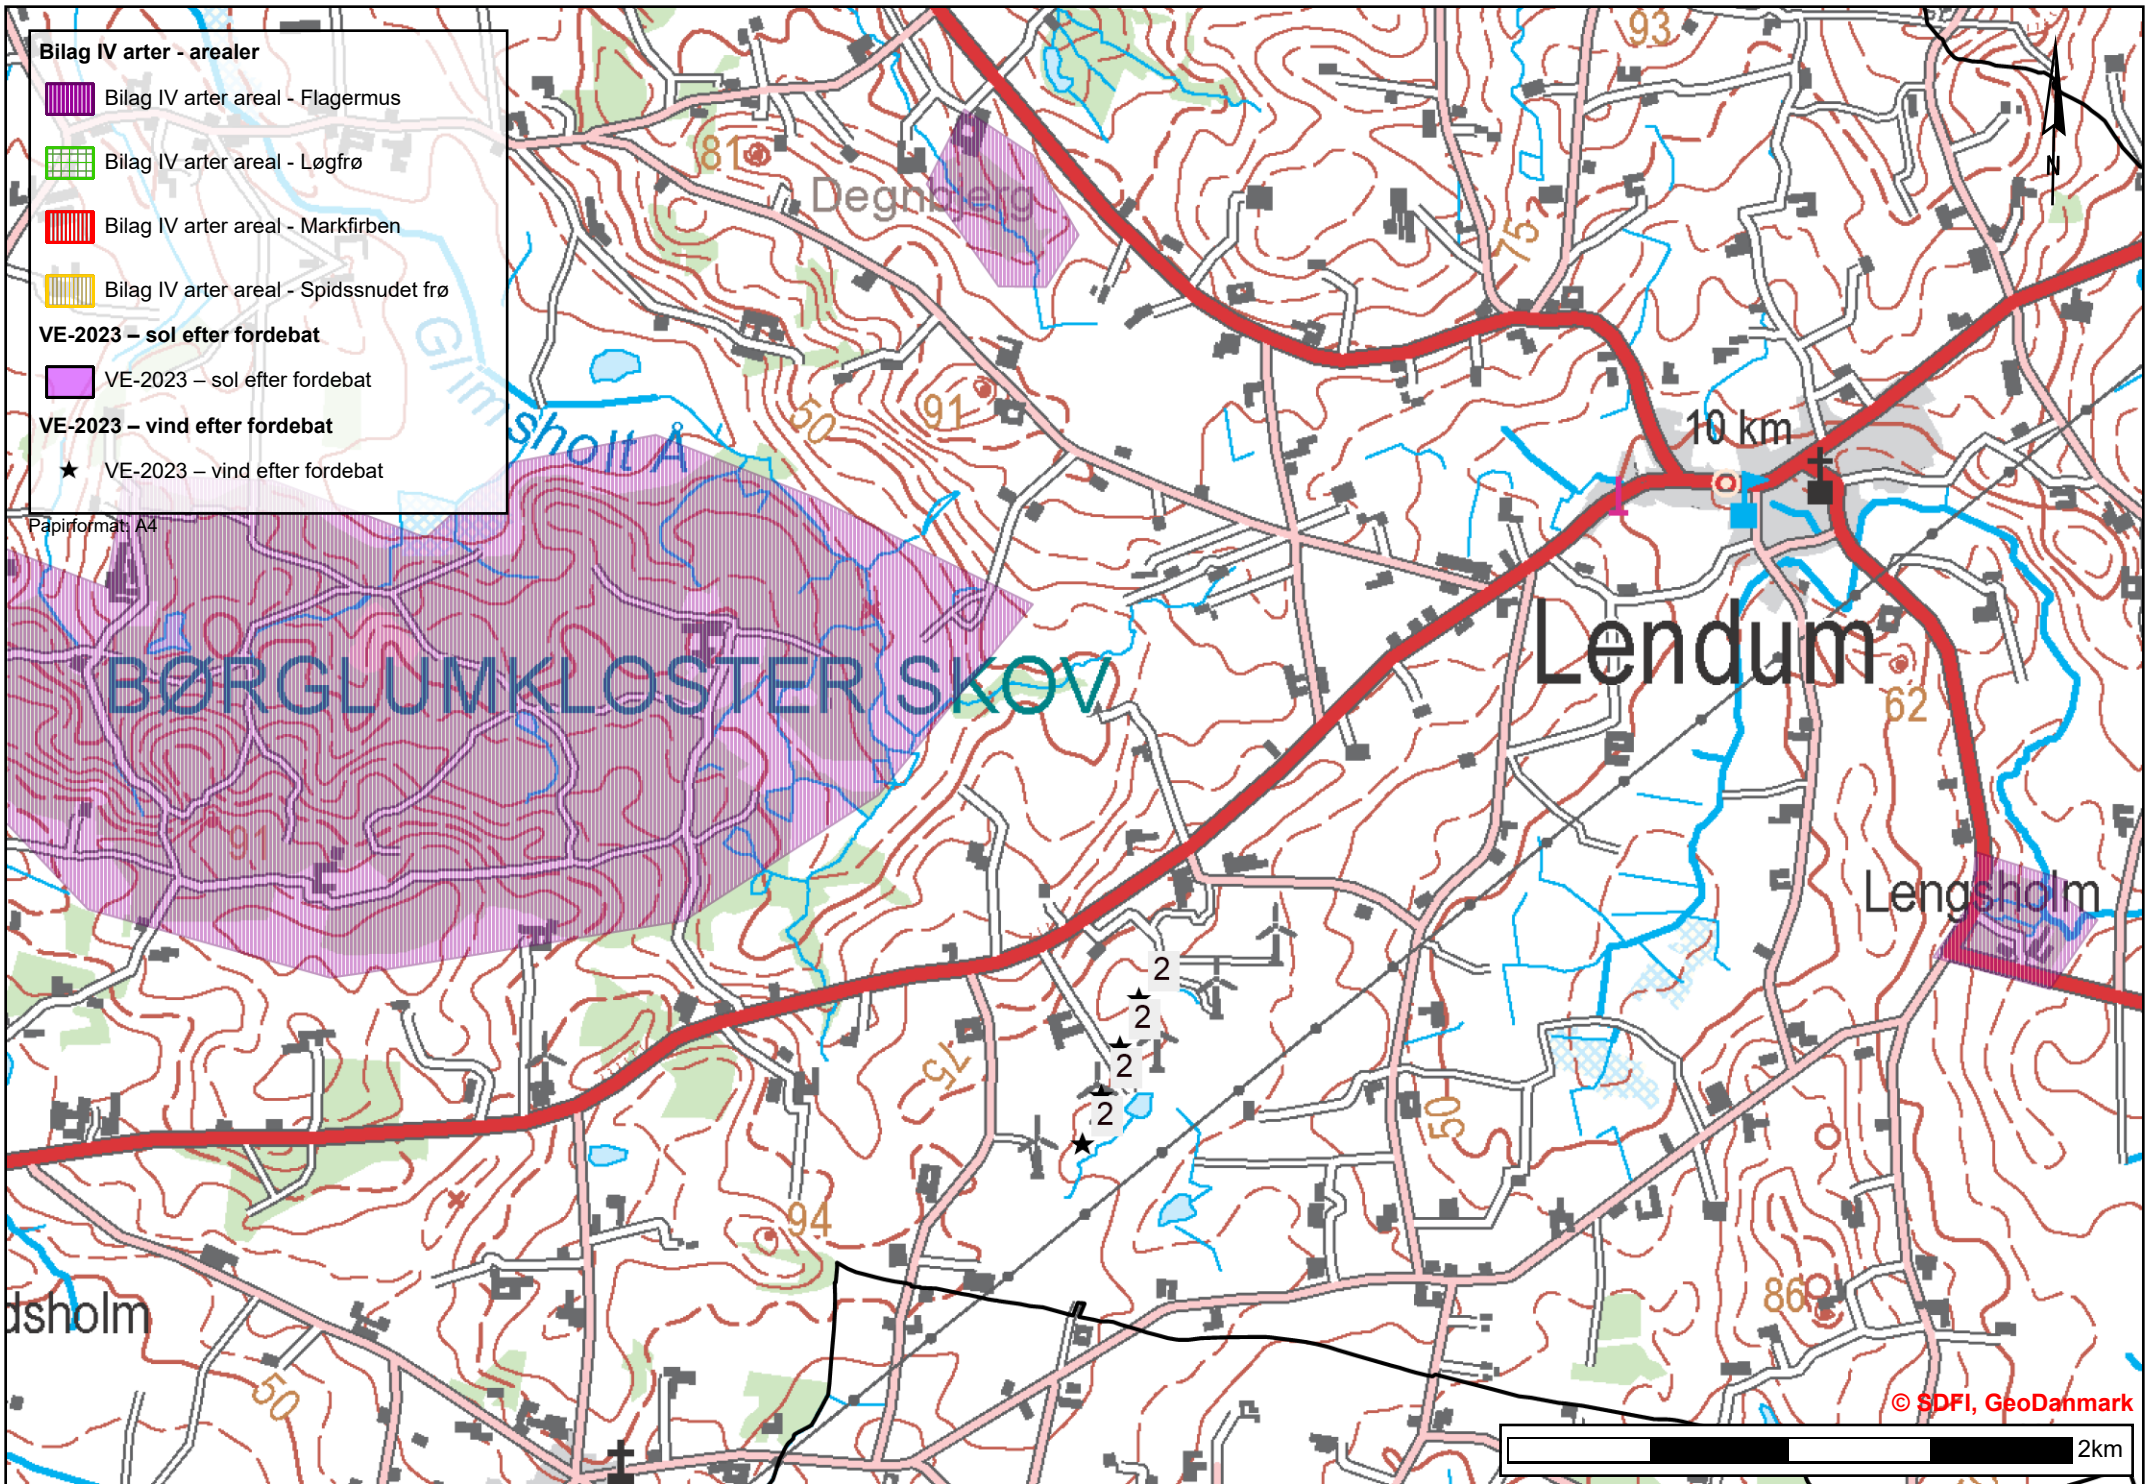 Bilag IV arter - arealer
Bilag IV arter areal - Flagermus
Bilag IV arter areal - Løgfrø
Bilag IV arter areal - Markfirben
Bilag IV arter areal - Spidssnudet frø
VE-2023 – sol efter fordebat
VE-2023 – sol efter fordebat
VE-2023 – vind efter fordebat
VE-2023 – vind efter fordebat
Papirformat: A4
93
N
81
Degnbjerg
75
Glimsholt Å
50
91
10 km
Lendum
BØRGLUMKLOSTER SKOV
62
91
Lengsholm
2
2
2
2
75
50
94
86
dsholm
50
© SDFI, GeoDanmark
2km